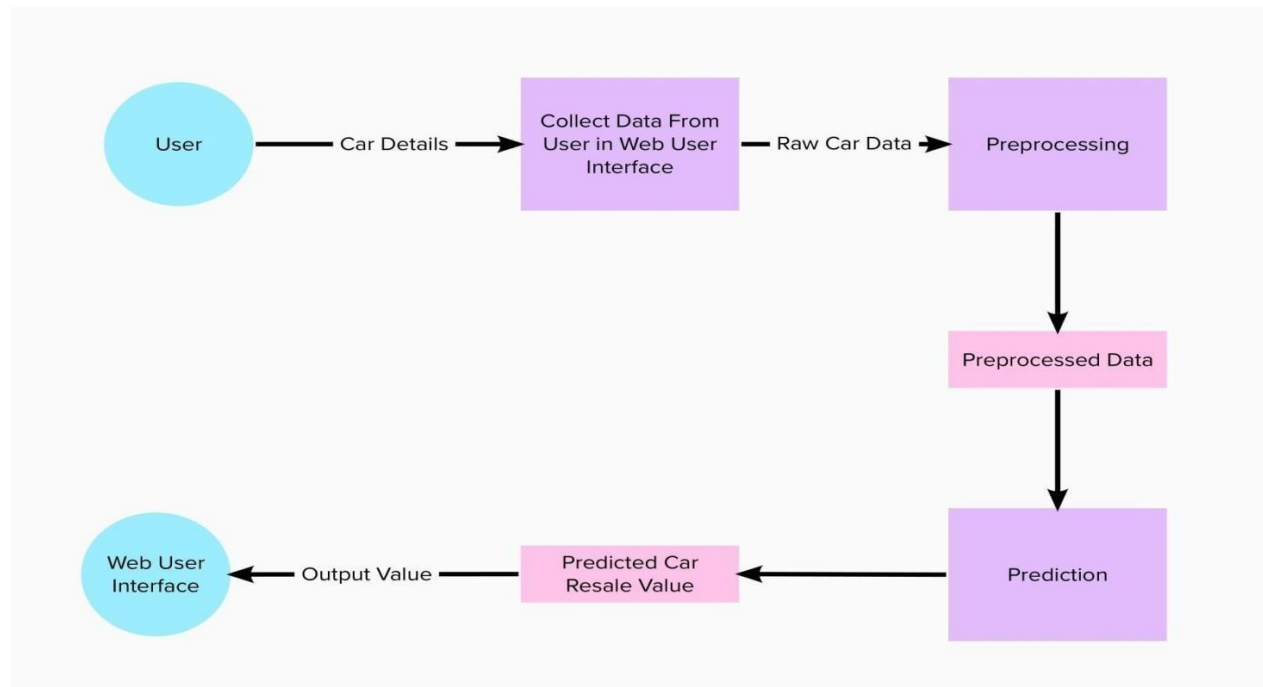 User
Car Details
Collect Data From
User in Web User
Interface
Raw Car Data
Preprocessing
Preprocessed Data
Prediction
Predicted Car
Resale Value
Output Value
Web User
Interface